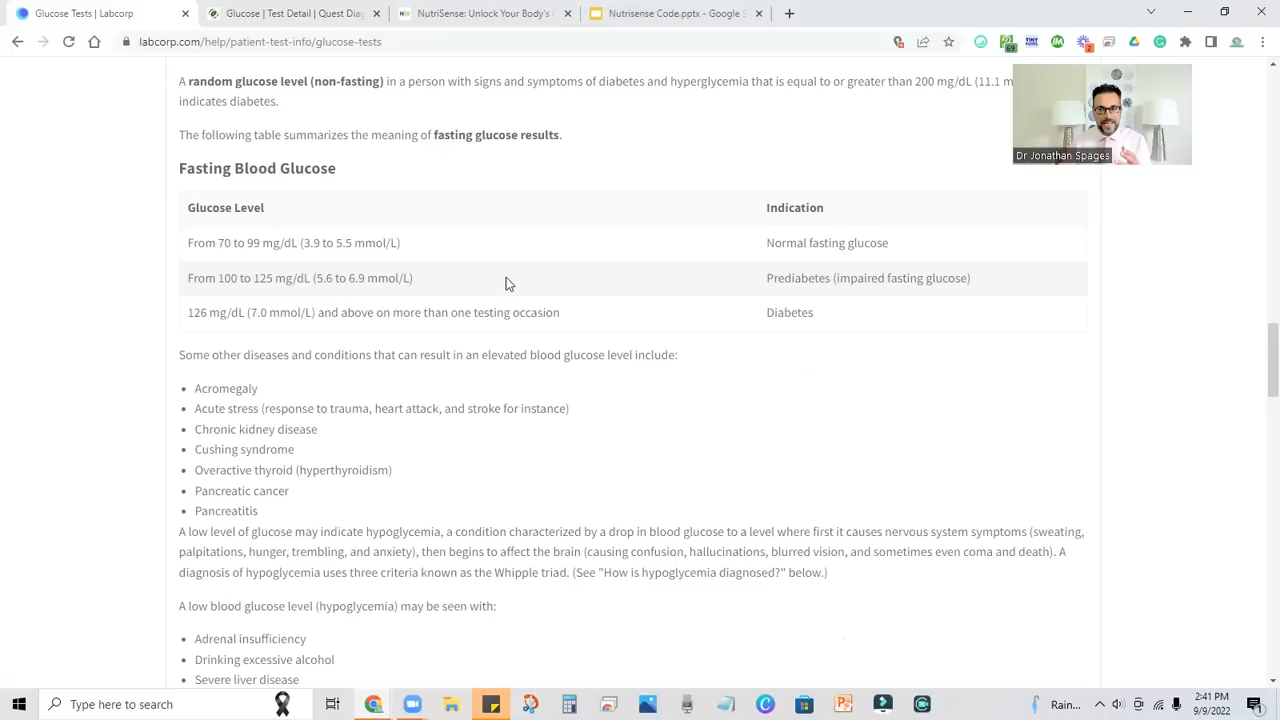 Glucose Tests | Labcorp
Glucose Test | Quest Diag
NutriSense: Unlock Your Body's
Nutrisense Code.pptx - Google S
labcorp.com/help/patient-test-info/glucose-tests
69
TINY
2
A random glucose level (non-fasting) in a person with signs and symptoms of diabetes and hyperglycemia that is equal to or greater than 200 mg/dL (11.1 m
indicates diabetes.
Dr Jonathan Spages
The following table summarizes the meaning of fasting glucose results.
Fasting Blood Glucose
Glucose Level Indication
From 70 to 99 mg/dL (3.9 to 5.5 mmol/L) Normal fasting glucose
From 100 to 125 mg/dL (5.6 to 6.9 mmol/L) Prediabetes (impaired fasting glucose)
126 mg/dL (7.0 mmol/L) and above on more than one testing occasion Diabetes
Some other diseases and conditions that can result in an elevated blood glucose level include:
• Acromegaly
• Acute stress (response to trauma, heart attack, and stroke for instance)
• Chronic kidney disease
• Cushing syndrome
• Overactive thyroid (hyperthyroidism)
• Pancreatic cancer
• Pancreatitis
A low level of glucose may indicate hypoglycemia, a condition characterized by a drop in blood glucose to a level where first it causes nervous system symptoms (sweating,
palpitations, hunger, trembling, and anxiety), then begins to affect the brain (causing confusion, hallucinations, blurred vision, and sometimes even coma and death). A
diagnosis of hypoglycemia uses three criteria known as the Whipple triad. (See "How is hypoglycemia diagnosed?" below.)
A low blood glucose level (hypoglycemia) may be seen with:
• Adrenal insufficiency
• Drinking excessive alcohol
• Severe liver disease
Type here to search
Rain...
2:41 PM
9/9/2022
1